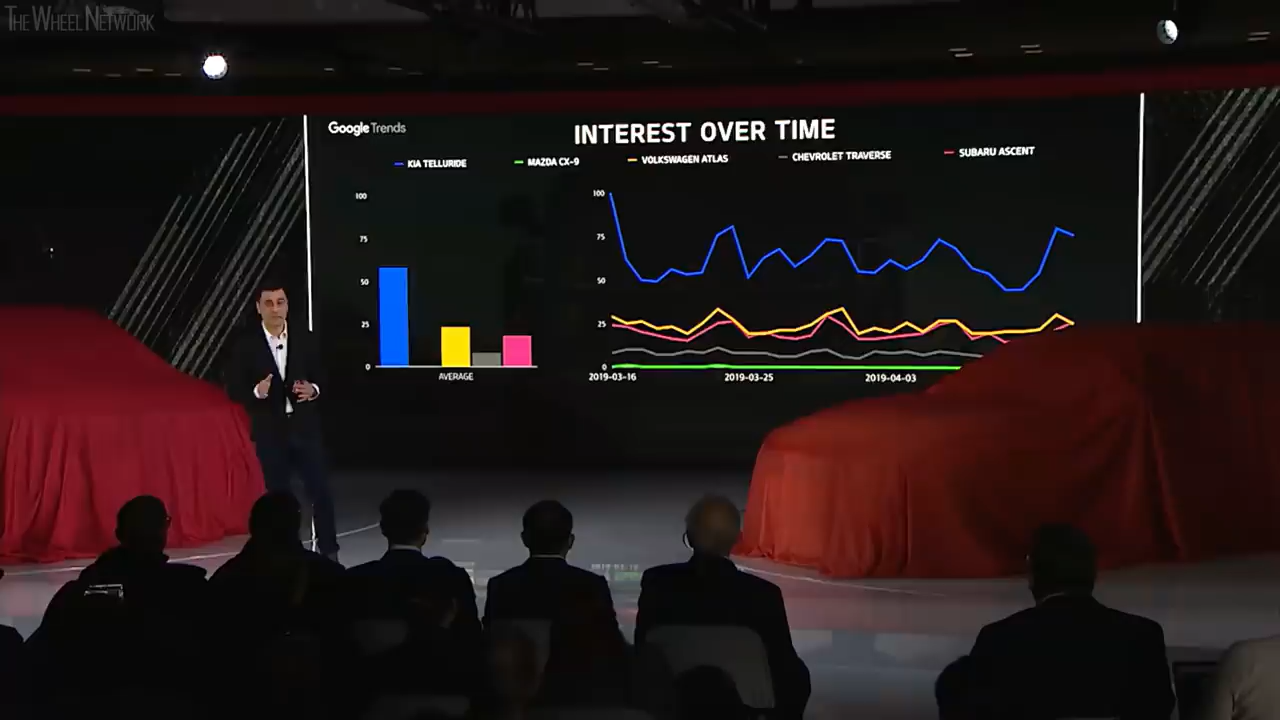 THE WHEEL NETWORK
Google Trends
INTEREST OVER TIME
KIA TELLURIDE
MAZDA CX-9
VOLKSWAGEN ATLAS
CHEVROLET TRAVERSE
SUBARU ASCENT
100
75
50
25
0
AVERAGE
100
75
50
25
0
2019-03-16
2019-03-25
2019-04-03